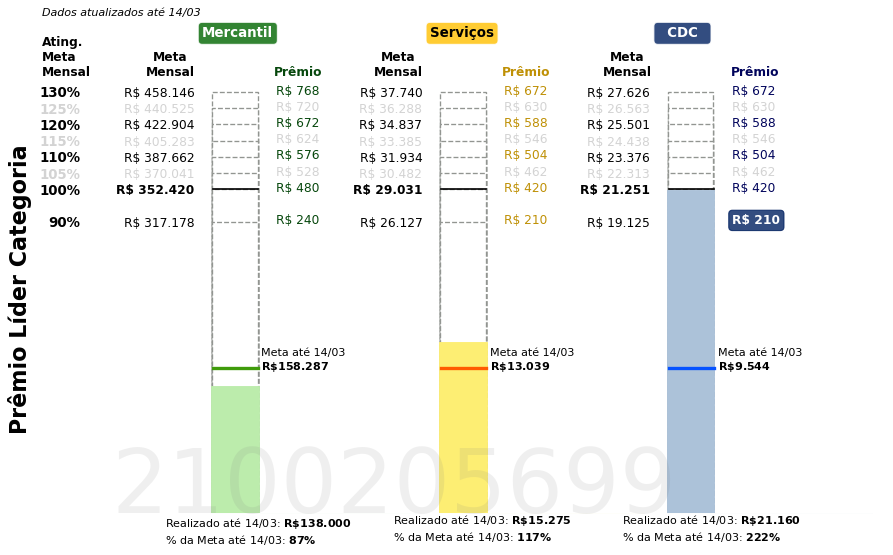 Dados atualizados até 14/03
Mercantil Serviços CDC
Ating. Meta Mensal Meta Mensal Prêmio Meta Mensal Prêmio Meta Mensal Prêmio
130% R$ 458.146 R$ 768 R$ 37.740 R$ 672 R$ 27.626 R$ 672
125% R$ 440.525 R$ 720 R$ 36.288 R$ 630 R$ 26.563 R$ 630
120% R$ 422.904 R$ 672 R$ 34.837 R$ 588 R$ 25.501 R$ 588
115% R$ 405.283 R$ 624 R$ 33.385 R$ 546 R$ 24.438 R$ 546
110% R$ 387.662 R$ 576 R$ 31.934 R$ 504 R$ 23.376 R$ 504
105% R$ 370.041 R$ 528 R$ 30.482 R$ 462 R$ 22.313 R$ 462
100% R$ 352.420 R$ 480 R$ 29.031 R$ 420 R$ 21.251 R$ 420
90% R$ 317.178 R$ 240 R$ 26.127 R$ 210 R$ 19.125 R$ 210
Prêmio Líder Categoria
Meta até 14/03 Meta até 14/03 Meta até 14/03
R$158.287 R$13.039 R$9.544
2100205699
Realizado até 14/03: R$138.000 Realizado até 14/03: R$15.275 Realizado até 14/03: R$21.160
% da Meta até 14/03: 87% % da Meta até 14/03: 117% % da Meta até 14/03: 222%